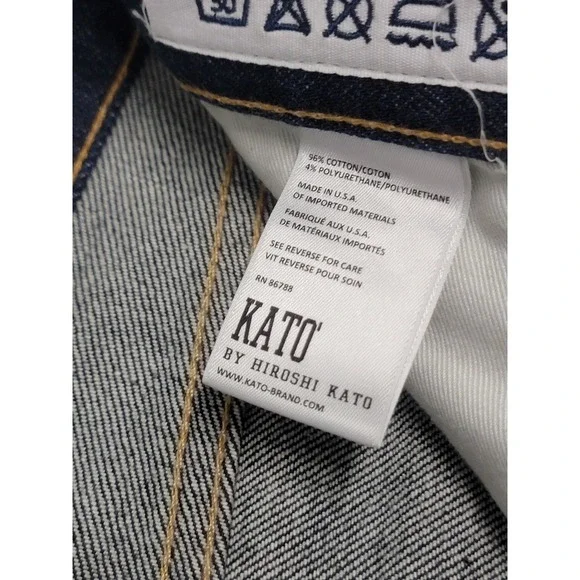 30
96% COTTON/COTON
4% POLYURETHANE/POLYURETHANE
MADE IN U.S.A
OF IMPORTED MATERIALS
FABRIQUÉ AUX U.S.A
DE MATÉRIAUX IMPORTÉS
SEE REVERSE FOR CARE
VIT REVERSE POUR SOIN
RN 86788
KATO'
BY HIROSHI KATO
WWW.KATO-BRAND.COM